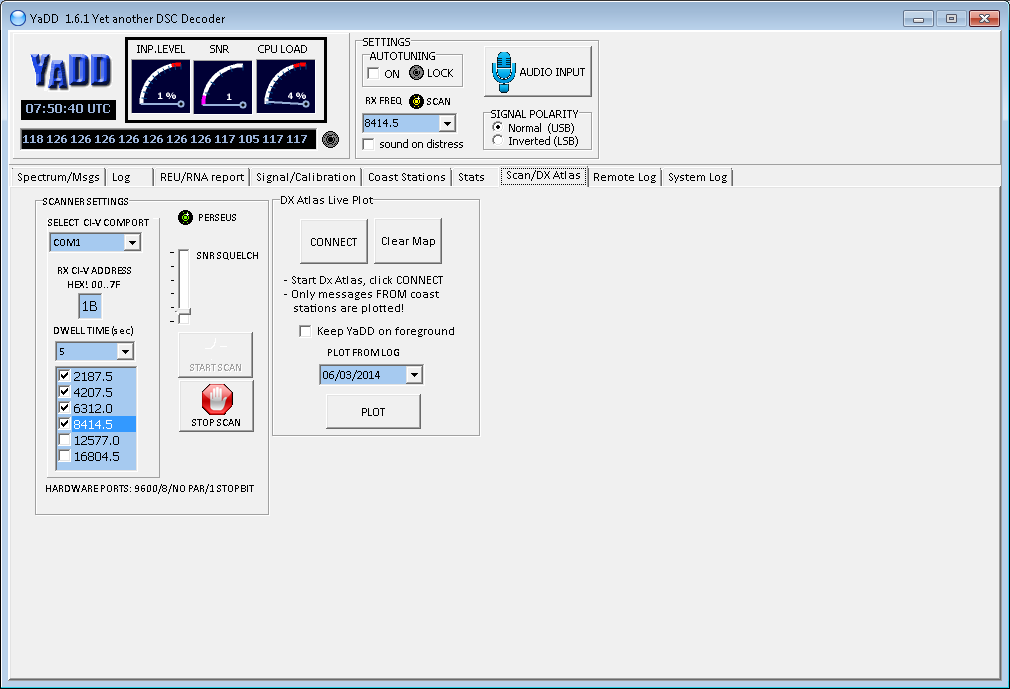 YaDD 1.6.1 Yet another DSC Decoder
YADD
07:50:40 UTC
INP.LEVEL SNR CPU LOAD
1 % 1 4 %
118 126 126 126 126 126 126 126 117 105 117 117
SETTINGS
AUTOTUNING
ON LOCK
RX FREQ SCAN
8414.5
sound on distress
AUDIO INPUT
SIGNAL POLARITY
Normal (USB)
Inverted (LSB)
Spectrum/Msgs Log REU/RNA report Signal/Calibration Coast Stations Stats Scan/DX Atlas Remote Log System Log
SCANNER SETTINGS
SELECT CI-V COMPORT
COM1
RX CI-V ADDRESS
HEX! 00..7F
1B
DWELL TIME (sec)
5
2187.5
4207.5
6312.0
8414.5
12577.0
16804.5
PERSEUS
SNR SQUELCH
START SCAN
STOP SCAN
HARDWARE PORTS: 9600/8/NO PAR/1 STOPBIT
DX Atlas Live Plot
CONNECT Clear Map
- Start Dx Atlas, click CONNECT
- Only messages FROM coast
stations are plotted!
Keep YaDD on foreground
PLOT FROM LOG
06/03/2014
PLOT